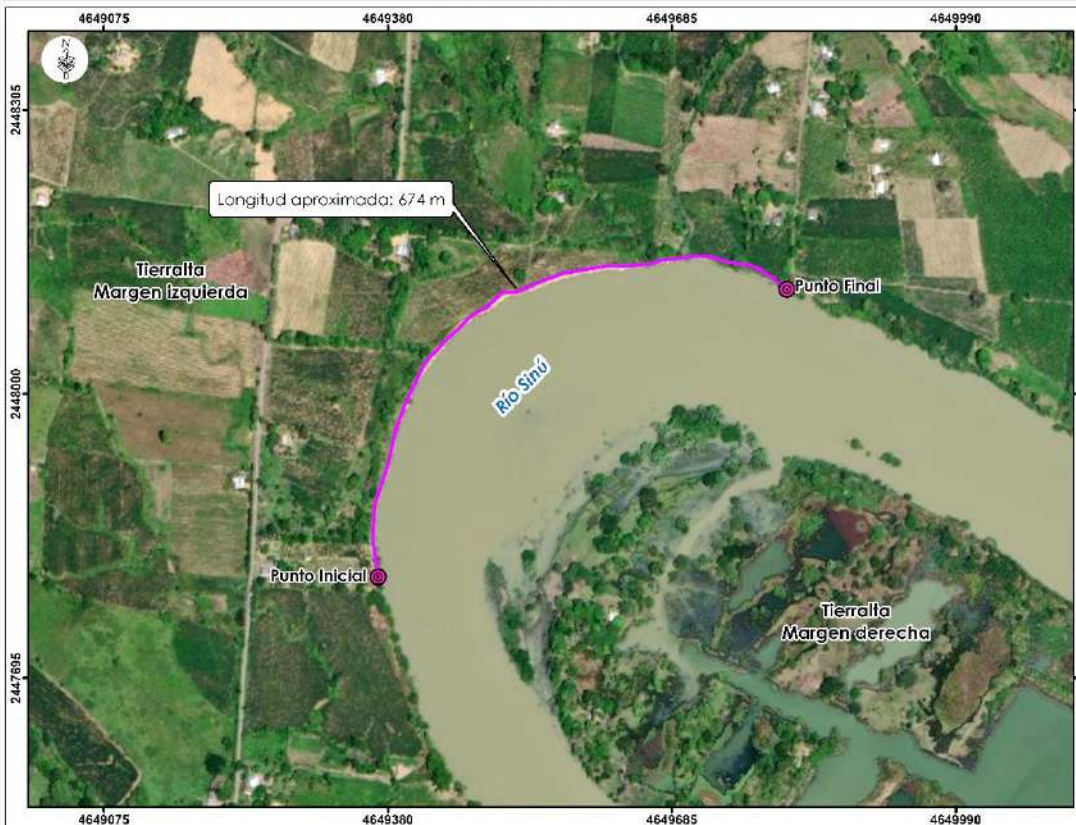 4649075 4649380 4649685 4649990
N
2448305
Longitud aproximada: 674 m
Tierralta
Margen izquierda
Punto Final
Río Sinú
2448000
Punto Inicial
Tierralta
Margen derecha
2447695
4649075 4649380 4649685 4649990